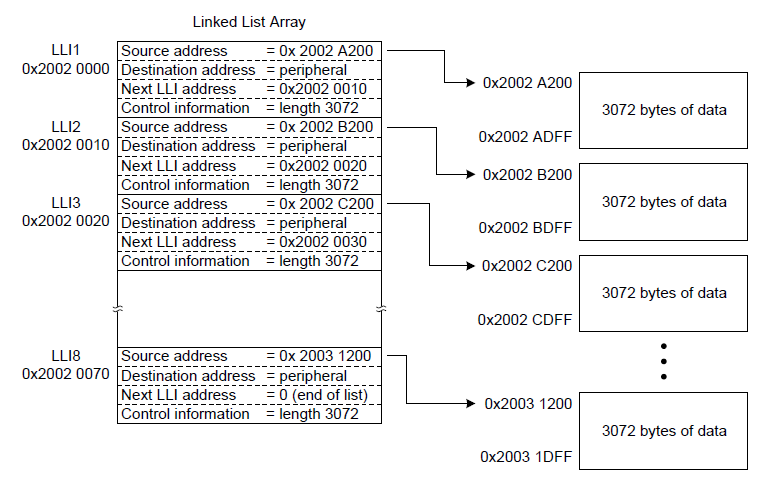 Linked List Array
LLI1
0x2002 0000
Source address = 0x 2002 A200
Destination address = peripheral
Next LLI address = 0x2002 0010
Control information = length 3072
LLI2
0x2002 0010
Source address = 0x 2002 B200
Destination address = peripheral
Next LLI address = 0x2002 0020
Control information = length 3072
LLI3
0x2002 0020
Source address = 0x 2002 C200
Destination address = peripheral
Next LLI address = 0x2002 0030
Control information = length 3072
LLI8
0x2002 0070
Source address = 0x 2003 1200
Destination address = peripheral
Next LLI address = 0 (end of list)
Control information = length 3072
0x2002 A200
3072 bytes of data
0x2002 ADFF
0x2002 B200
3072 bytes of data
0x2002 BDFF
0x2002 C200
3072 bytes of data
0x2002 CDFF
0x2003 1200
3072 bytes of data
0x2003 1DFF